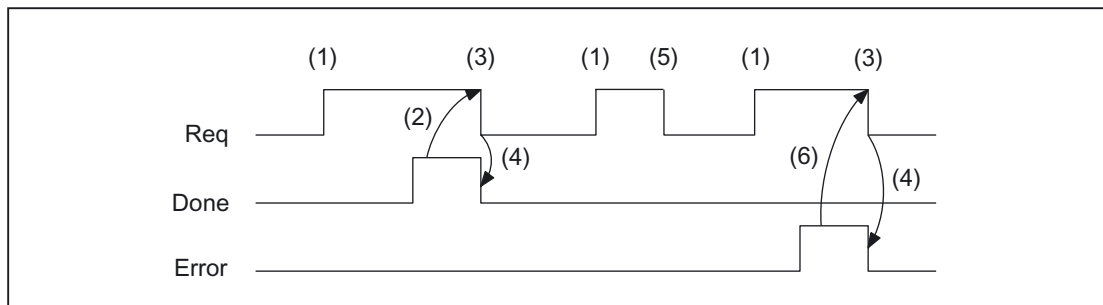 (1) (3) (1) (5) (1) (3)
Req (2) (4) (6) (4)
Done
Error